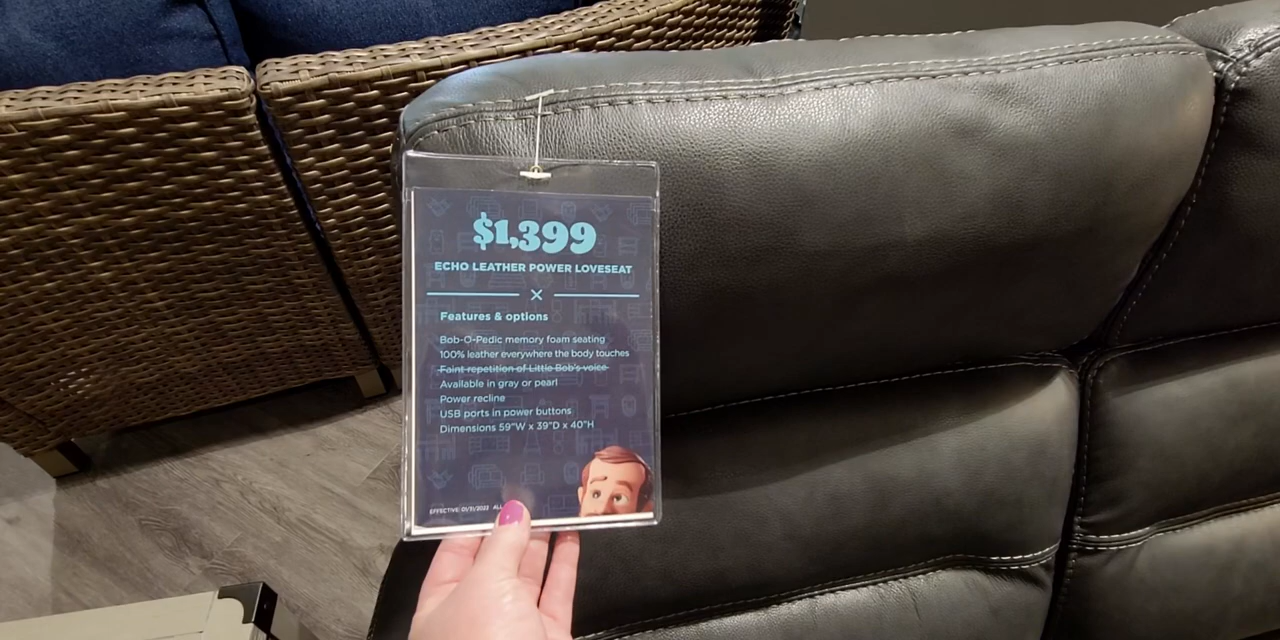 $1,399
ECHO LEATHER POWER LOVESEAT
Features & options
Bob-O-Pedic memory foam seating
100% leather everywhere the body touches
Faint repetition of Little Bob's voice
Available in gray or pearl
Power recline
USB ports in power buttons
Dimensions 59"W x 39"D x 40"H
EFFECTIVE: 01/31/2023 ALL